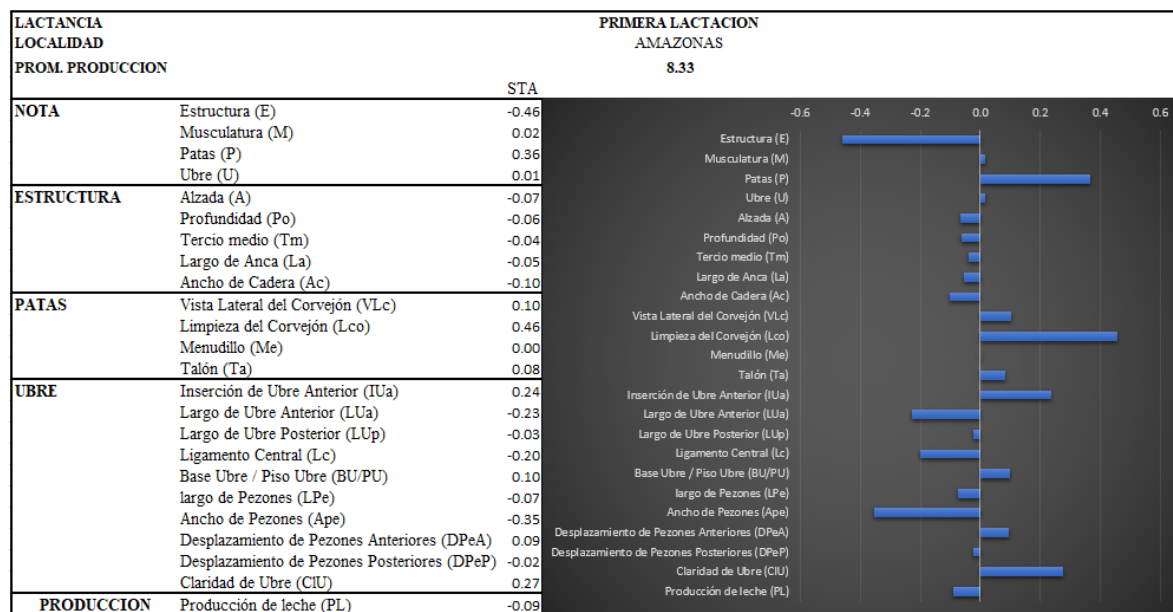 LACTANCIA PRIMERA LACTACION
LOCALIDAD AMAZONAS
PROM. PRODUCCION 8.33
STA
NOTA Estructura (E) -0.46
Musculatura (M) 0.02
Patas (P) 0.36
Ubre (U) 0.01
ESTRUCTURA Alzada (A) -0.07
Profundidad (Po) -0.06
Tercio medio (Tm) -0.04
Largo de Anca (La) -0.05
Ancho de Cadera (Ac) -0.10
PATAS Vista Lateral del Corvejón (VLc) 0.10
Limpieza del Corvejón (Lco) 0.46
Menudillo (Me) 0.00
Talón (Ta) 0.08
UBRE Inserción de Ubre Anterior (IUa) 0.24
Largo de Ubre Anterior (LUa) -0.23
Largo de Ubre Posterior (LUp) -0.03
Ligamento Central (Lc) -0.20
Base Ubre / Piso Ubre (BU/PU) 0.10
largo de Pezones (LPe) -0.07
Ancho de Pezones (Ape) -0.35
Desplazamiento de Pezones Anteriores (DPeA) 0.09
Desplazamiento de Pezones Posteriores (DPeP) -0.02
Claridad de Ubre (ClU) 0.27
PRODUCCION Producción de leche (PL) -0.09
-0.6 -0.4 -0.2 0.0 0.2 0.4 0.6
Estructura (E)
Musculatura (M)
Patas (P)
Ubre (U)
Alzada (A)
Profundidad (Po)
Tercio medio (Tm)
Largo de Anca (La)
Ancho de Cadera (Ac)
Vista Lateral del Corvejón (VLc)
Limpieza del Corvejón (Lco)
Menudillo (Me)
Talón (Ta)
Inserción de Ubre Anterior (IUa)
Largo de Ubre Anterior (LUa)
Largo de Ubre Posterior (LUp)
Ligamento Central (Lc)
Base Ubre / Piso Ubre (BU/PU)
largo de Pezones (LPe)
Ancho de Pezones (Ape)
Desplazamiento de Pezones Anteriores (DPeA)
Desplazamiento de Pezones Posteriores (DPeP)
Claridad de Ubre (ClU)
Producción de leche (PL)